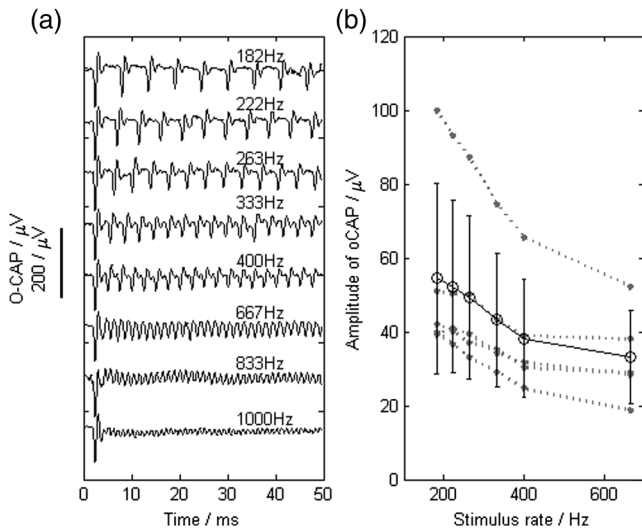 (a)
182Hz
222Hz
263Hz
333Hz
400Hz
667Hz
833Hz
1000Hz
O-CAP / µV
200 / µV
0 10 20 30 40 50
Time / ms
(b)
120
100
80
60
40
20
0
Amplitude of oCAP / µV
200 400 600
Stimulus rate / Hz